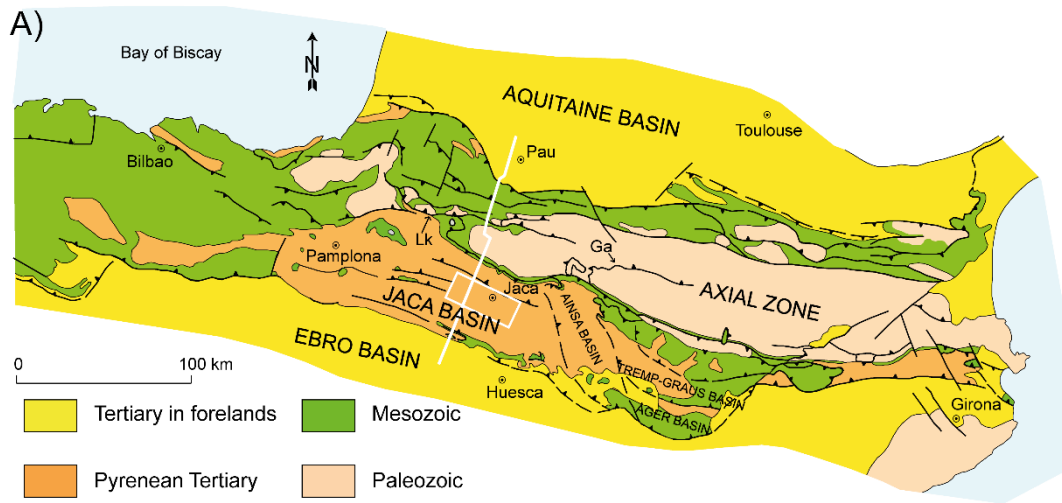 A)
Bay of Biscay
N
AQUITAINE BASIN
Toulouse
Bilbao
Pau
Lk
Ga
Pamplona
Jaca
AXIAL ZONE
JACA BASIN
AINSA BASIN
EBRO BASIN
TREMP-GRAUS BASIN
0 100 km
Huesca
ÀGER BASIN
Girona
Tertiary in forelands
Mesozoic
Pyrenean Tertiary
Paleozoic